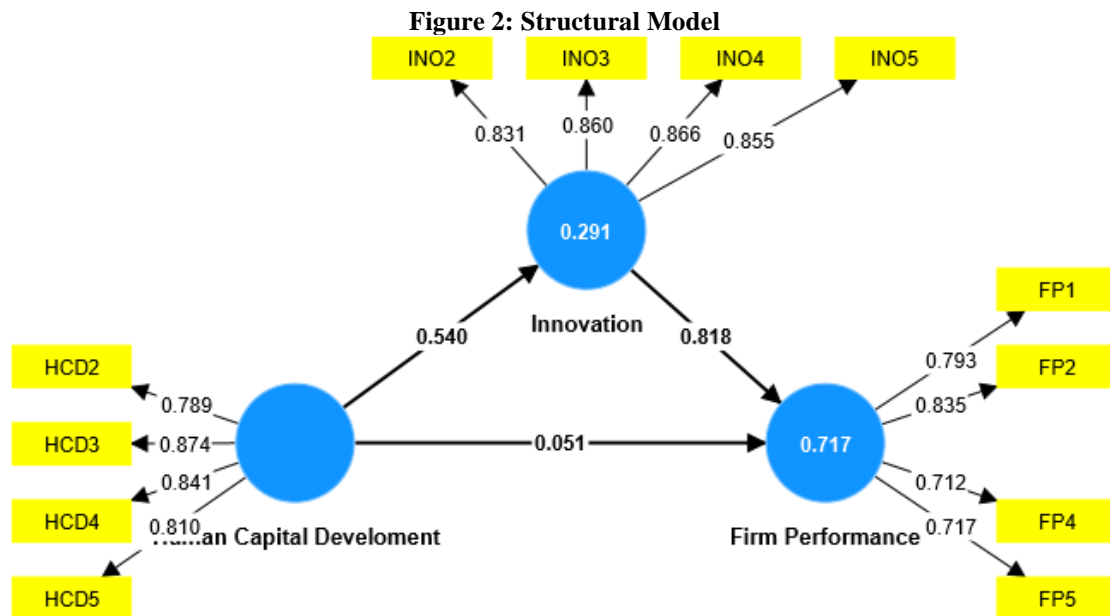 Figure 2: Structural Model
INO2 INO3 INO4 INO5
0.831 0.860 0.866 0.855
0.291
Innovation
0.540 0.818
0.051
HCD2
HCD3
HCD4
HCD5
0.789
0.874
0.841
0.810
Human Capital Develoment
FP1
FP2
FP4
FP5
0.793
0.835
0.712
0.717
0.717
Firm Performance